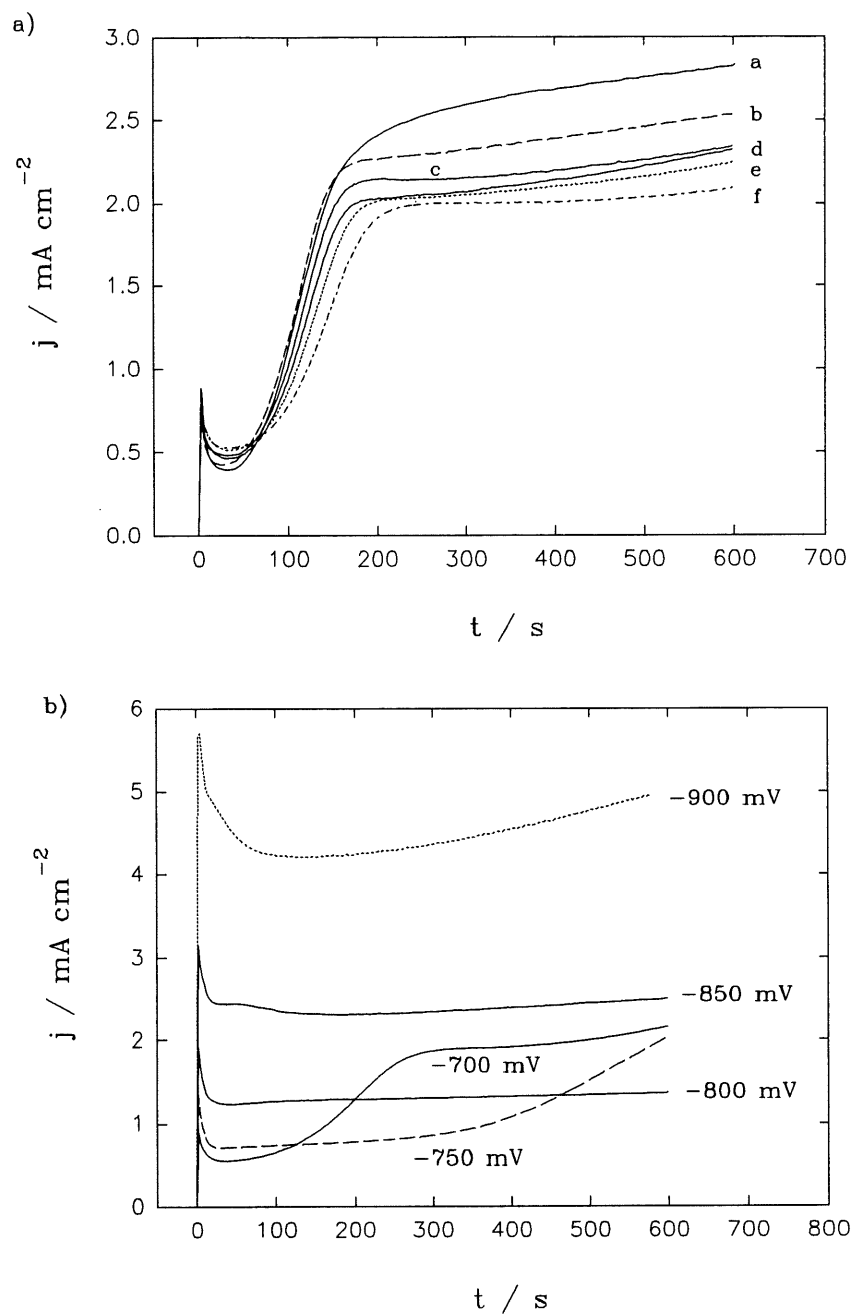 a)
3.0
2.5
2.0
1.5
1.0
0.5
0.0
j / mA cm⁻²
a
b
c
d
e
f
0 100 200 300 400 500 600 700
t / s
b)
6
5
4
3
2
1
0
j / mA cm⁻²
−900 mV
−850 mV
−700 mV
−800 mV
−750 mV
0 100 200 300 400 500 600 700 800
t / s